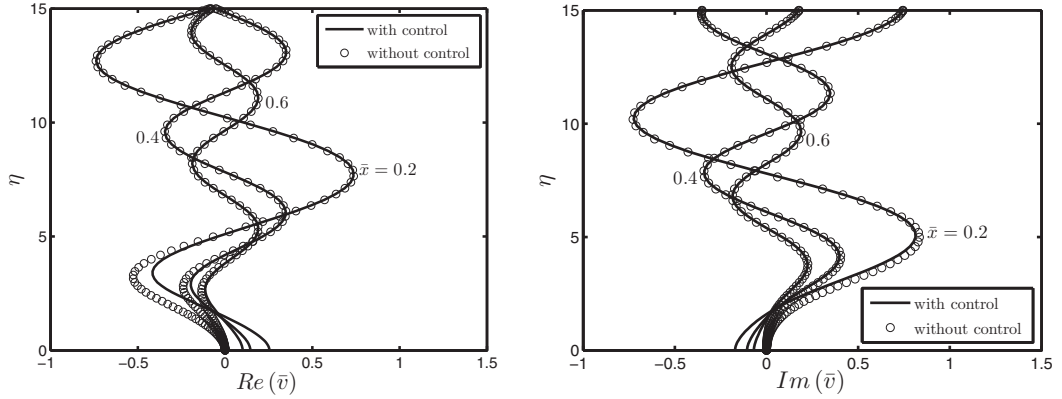 15
10
5
0
η
−1
−0.5
0
0.5
1
1.5
Re (v̄)
with control
without control
0.6
0.4
x̄ = 0.2
15
10
5
0
η
−1
−0.5
0
0.5
1
1.5
Im (v̄)
0.6
0.4
x̄ = 0.2
with control
without control